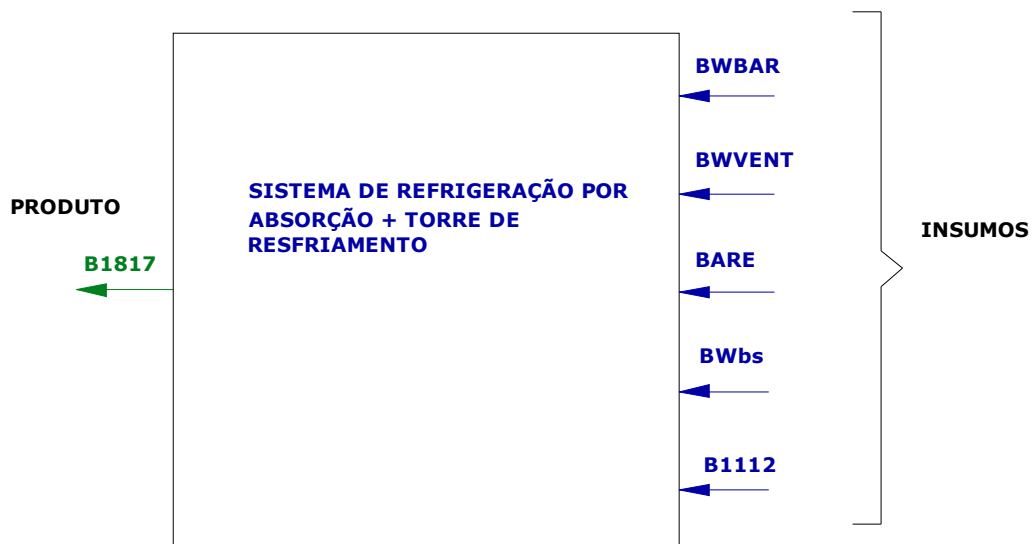 BWBAR
BWVENT
SISTEMA DE REFRIGERAÇÃO POR
ABSORÇÃO + TORRE DE
RESFRIAMENTO
PRODUTO
INSUMOS
B1817
BARE
BWbs
B1112